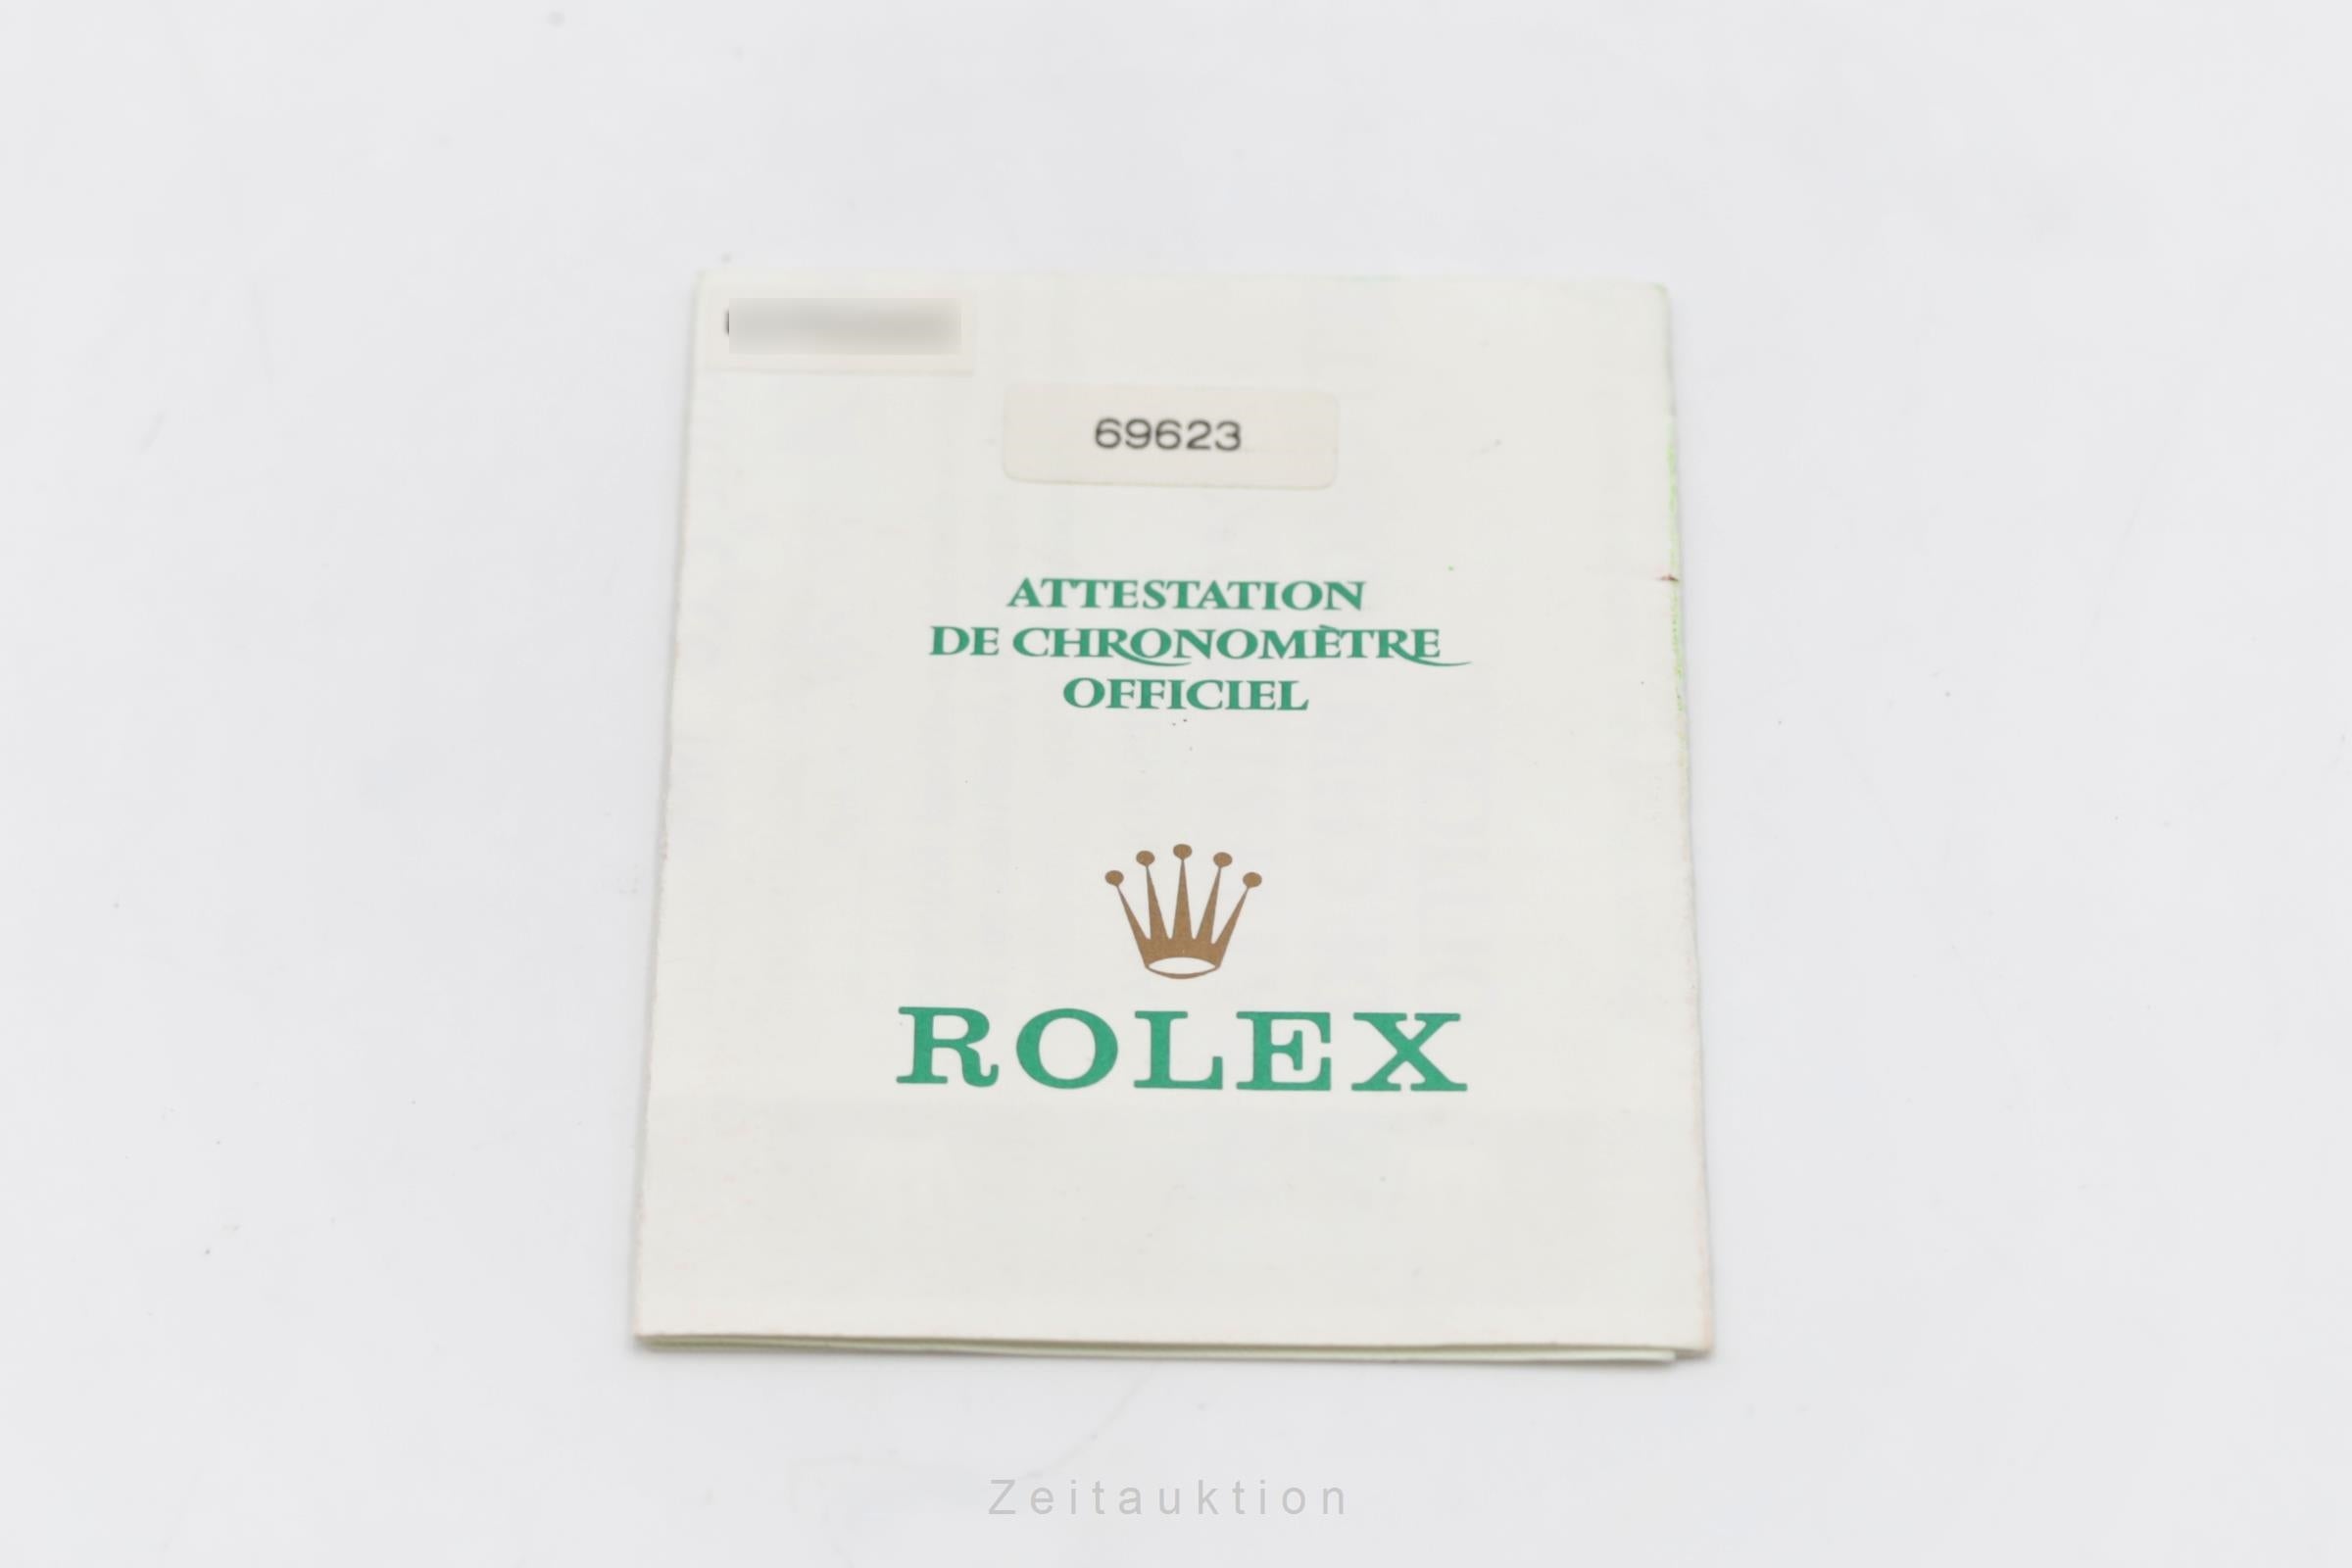 69623
ATTESTATION
DE CHRONOMÈTRE
OFFICIEL
ROLEX
Zeitauktion